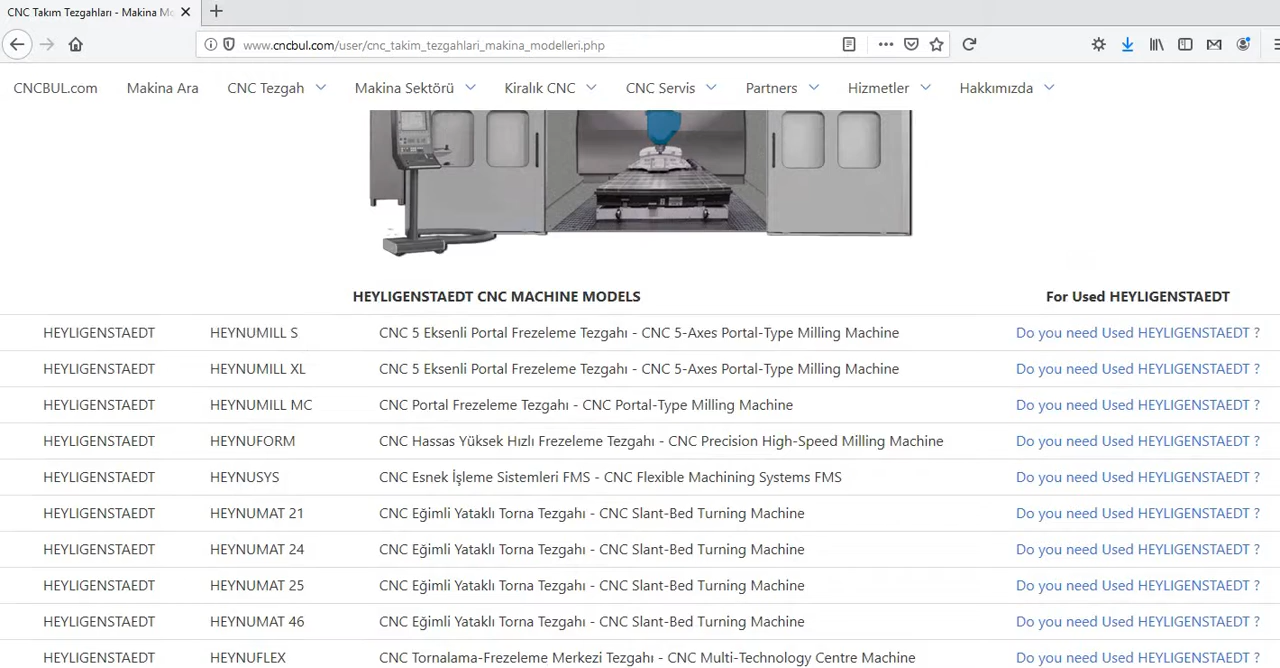 CNC Takım Tezgahları - Makina Mo
www.cncbul.com/user/cnc_takim_tezgahlari_makina_modelleri.php
CNCBUL.com Makina Ara CNC Tezgah Makina Sektörü Kiralık CNC CNC Servis Partners Hizmetler Hakkımızda
HEYLIGENSTAEDT CNC MACHINE MODELS For Used HEYLIGENSTAEDT
HEYLIGENSTAEDT HEYNUMILL S CNC 5 Eksenli Portal Frezeleme Tezgahı - CNC 5-Axes Portal-Type Milling Machine Do you need Used HEYLIGENSTAEDT ?
HEYLIGENSTAEDT HEYNUMILL XL CNC 5 Eksenli Portal Frezeleme Tezgahı - CNC 5-Axes Portal-Type Milling Machine Do you need Used HEYLIGENSTAEDT ?
HEYLIGENSTAEDT HEYNUMILL MC CNC Portal Frezeleme Tezgahı - CNC Portal-Type Milling Machine Do you need Used HEYLIGENSTAEDT ?
HEYLIGENSTAEDT HEYNUFORM CNC Hassas Yüksek Hızlı Frezeleme Tezgahı - CNC Precision High-Speed Milling Machine Do you need Used HEYLIGENSTAEDT ?
HEYLIGENSTAEDT HEYNUSYS CNC Esnek İşleme Sistemleri FMS - CNC Flexible Machining Systems FMS Do you need Used HEYLIGENSTAEDT ?
HEYLIGENSTAEDT HEYNUMAT 21 CNC Eğimli Yataklı Torna Tezgahı - CNC Slant-Bed Turning Machine Do you need Used HEYLIGENSTAEDT ?
HEYLIGENSTAEDT HEYNUMAT 24 CNC Eğimli Yataklı Torna Tezgahı - CNC Slant-Bed Turning Machine Do you need Used HEYLIGENSTAEDT ?
HEYLIGENSTAEDT HEYNUMAT 25 CNC Eğimli Yataklı Torna Tezgahı - CNC Slant-Bed Turning Machine Do you need Used HEYLIGENSTAEDT ?
HEYLIGENSTAEDT HEYNUMAT 46 CNC Eğimli Yataklı Torna Tezgahı - CNC Slant-Bed Turning Machine Do you need Used HEYLIGENSTAEDT ?
HEYLIGENSTAEDT HEYNUFLEX CNC Tornalama-Frezeleme Merkezi Tezgahı - CNC Multi-Technology Centre Machine Do you need Used HEYLIGENSTAEDT ?